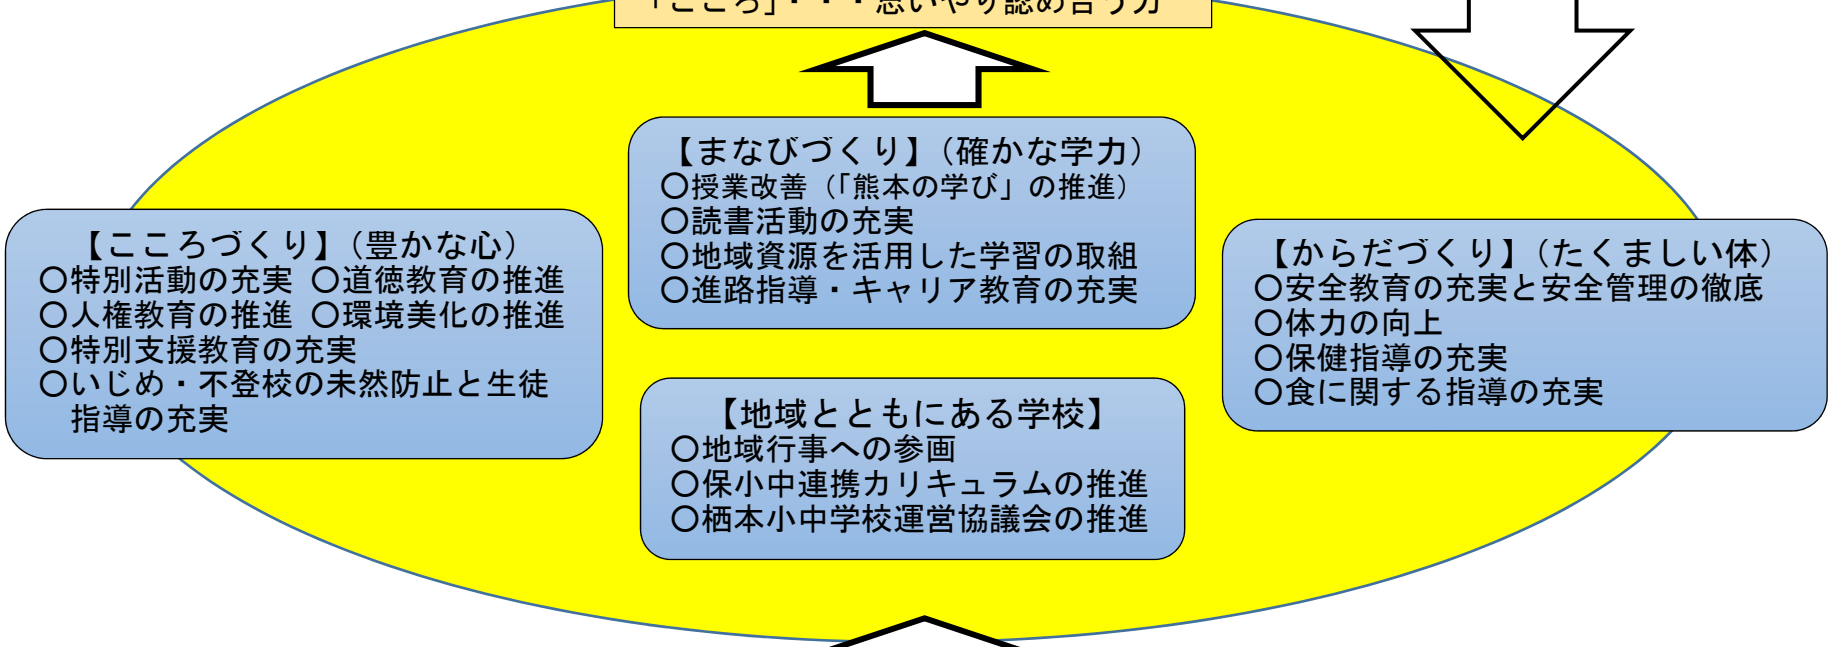 「こころ」・・・思いやり認め合う力
【まなびづくり】(確かな学力)
〇授業改善(「熊本の学び」の推進)
〇読書活動の充実
〇地域資源を活用した学習の取組
〇進路指導・キャリア教育の充実
【こころづくり】(豊かな心)
〇特別活動の充実 〇道徳教育の推進
〇人権教育の推進 〇環境美化の推進
〇特別支援教育の充実
〇いじめ・不登校の未然防止と生徒
指導の充実
【からだづくり】(たくましい体)
〇安全教育の充実と安全管理の徹底
〇体力の向上
〇保健指導の充実
〇食に関する指導の充実
【地域とともにある学校】
〇地域行事への参画
〇保小中連携カリキュラムの推進
〇栖本小中学校運営協議会の推進